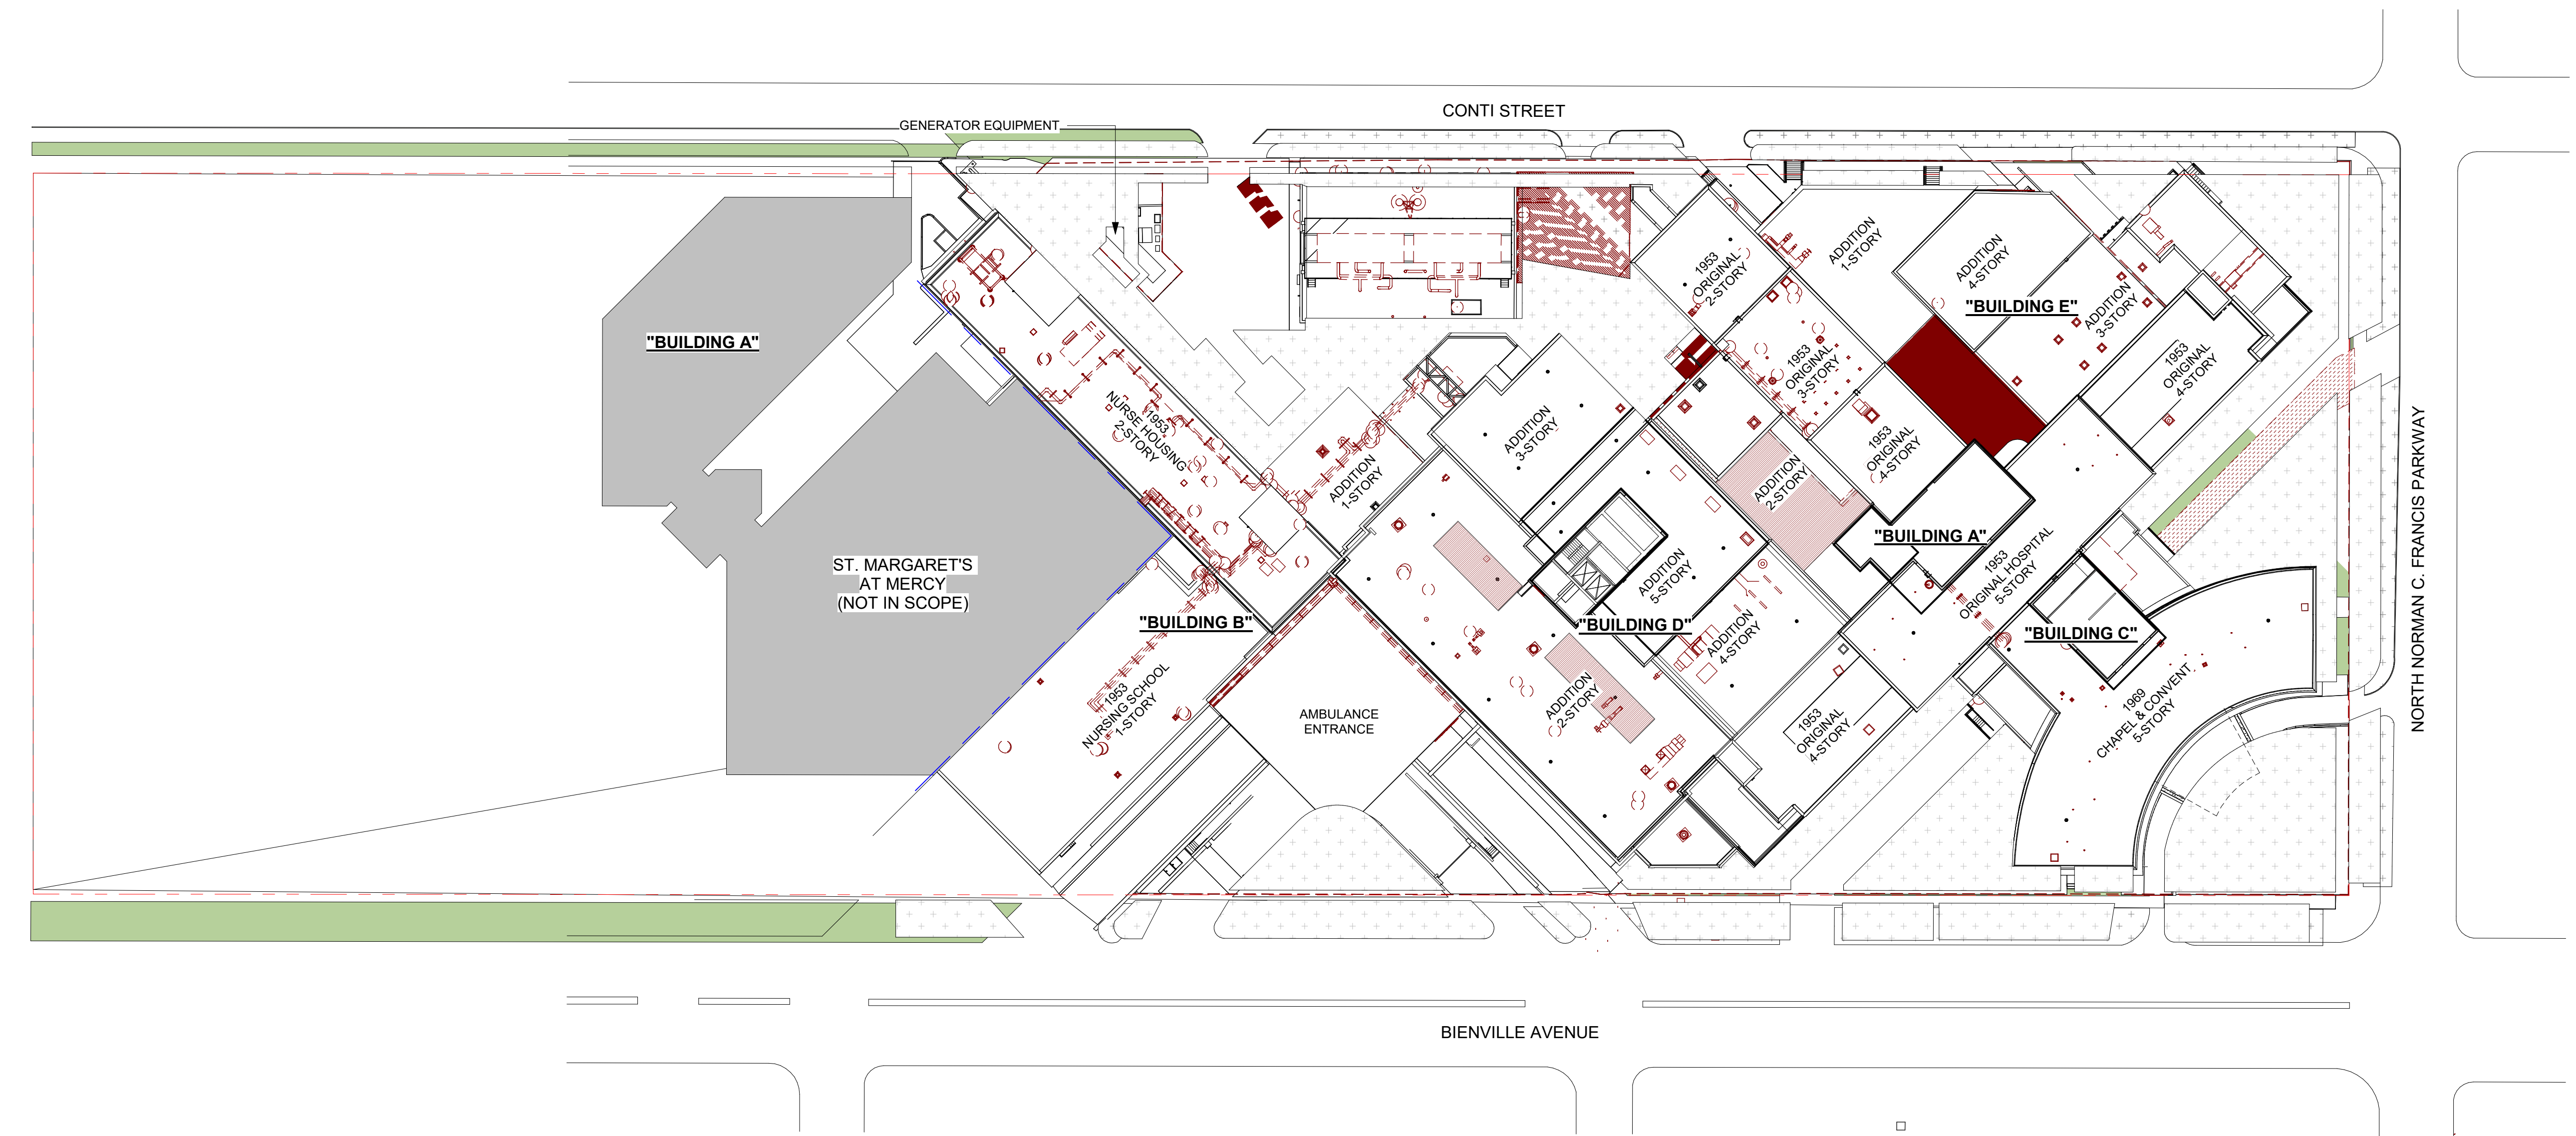 CONTI STREET
GENERATOR EQUIPMENT
"BUILDING A"
ST. MARGARET'S
AT MERCY
(NOT IN SCOPE)
1953
NURSE HOUSING
2-STORY
"BUILDING B"
1953
NURSING SCHOOL
1-STORY
ADDITION
1-STORY
AMBULANCE
ENTRANCE
ADDITION
3-STORY
ADDITION
5-STORY
"BUILDING D"
ADDITION
4-STORY
ADDITION
2-STORY
1953
ORIGINAL
2-STORY
1953
ORIGINAL
3-STORY
ADDITION
2-STORY
1953
ORIGINAL
4-STORY
ADDITION
1-STORY
ADDITION
4-STORY
"BUILDING E"
ADDITION
3-STORY
1953
ORIGINAL
4-STORY
"BUILDING A"
1953
ORIGINAL HOSPITAL
5-STORY
1953
ORIGINAL
4-STORY
"BUILDING C"
1969
CHAPEL & CONVENT
5-STORY
NORTH NORMAN C. FRANCIS PARKWAY
BIENVILLE AVENUE